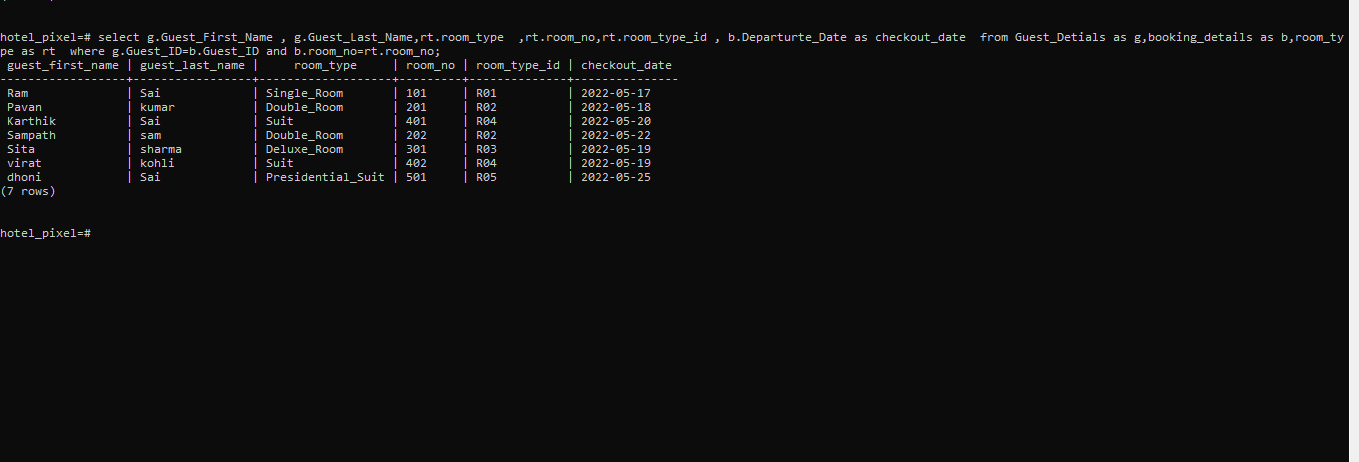 hotel_pixel=# select g.Guest_First_Name , g.Guest_Last_Name,rt.room_type  ,rt.room_no,rt.room_type_id , b.Departurte_Date as checkout_date  from Guest_Detials as g,booking_details as b,room_ty
pe as rt  where g.Guest_ID=b.Guest_ID and b.room_no=rt.room_no;
 guest_first_name | guest_last_name |     room_type     | room_no | room_type_id | checkout_date
------------------+-----------------+-------------------+---------+--------------+---------------
 Ram              | Sai             | Single_Room       | 101     | R01          | 2022-05-17
 Pavan            | kumar           | Double_Room       | 201     | R02          | 2022-05-18
 Karthik          | Sai             | Suit              | 401     | R04          | 2022-05-20
 Sampath          | sam             | Double_Room       | 202     | R02          | 2022-05-22
 Sita             | sharma          | Deluxe_Room       | 301     | R03          | 2022-05-19
 virat            | kohli           | Suit              | 402     | R04          | 2022-05-19
 dhoni            | Sai             | Presidential_Suit | 501     | R05          | 2022-05-25
(7 rows)
hotel_pixel=#